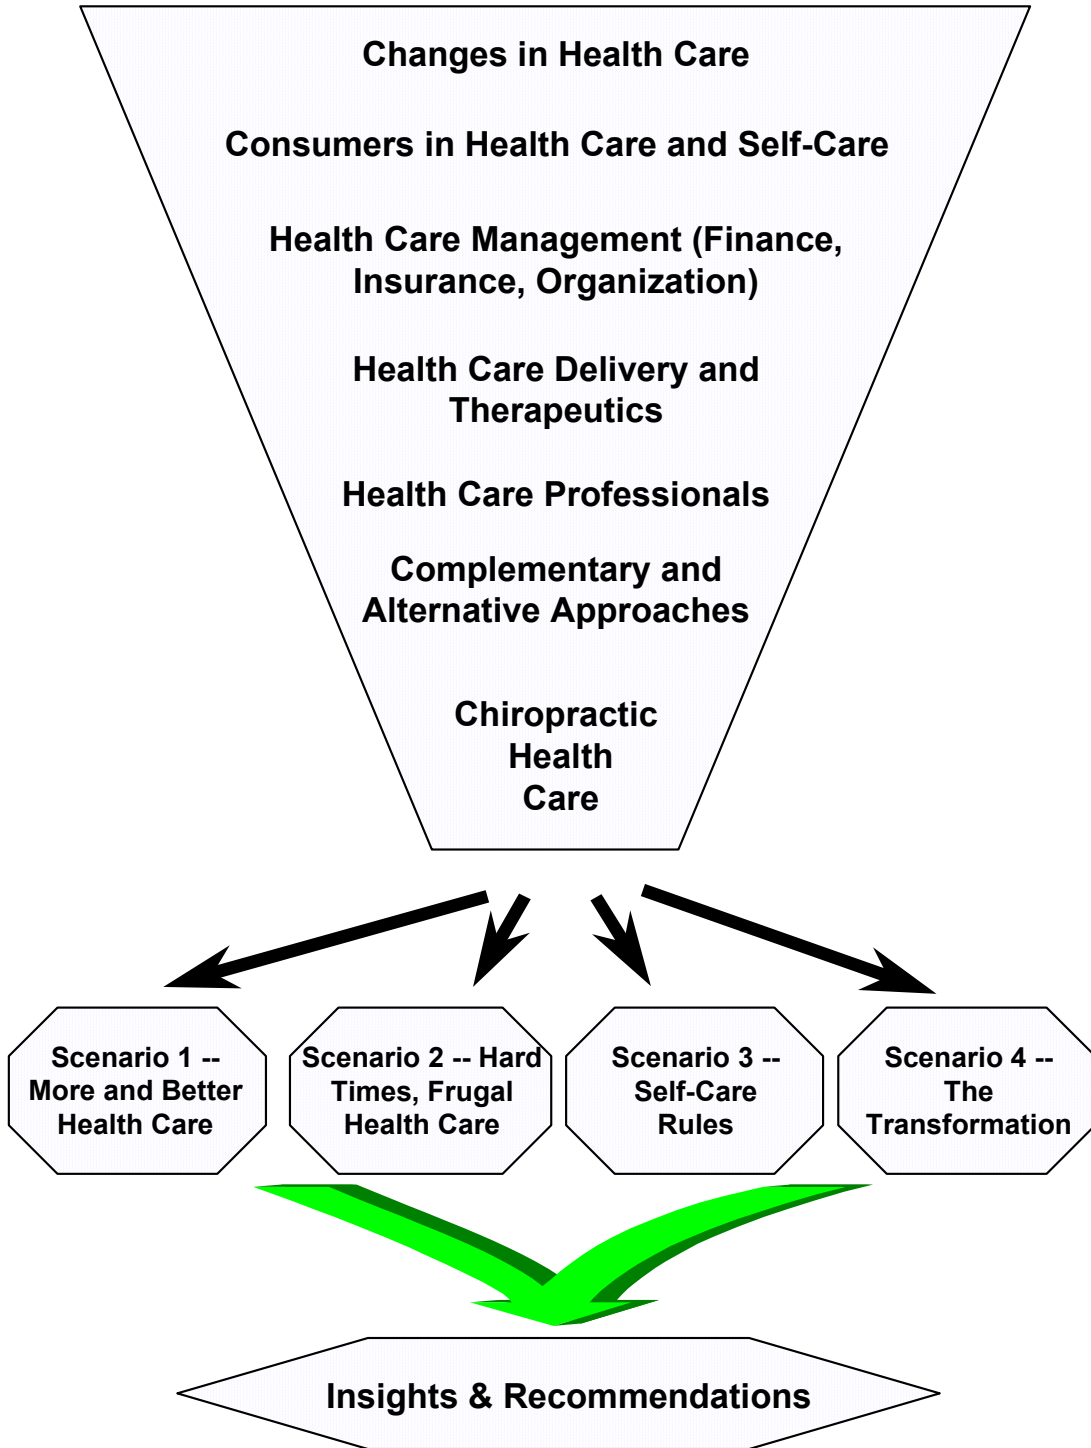 Changes in Health Care
Consumers in Health Care and Self-Care
Health Care Management (Finance,
Insurance, Organization)
Health Care Delivery and
Therapeutics
Health Care Professionals
Complementary and
Alternative Approaches
Chiropractic
Health
Care
Scenario 1 --
More and Better
Health Care
Scenario 2 -- Hard
Times, Frugal
Health Care
Scenario 3 --
Self-Care
Rules
Scenario 4 --
The
Transformation
Insights & Recommendations